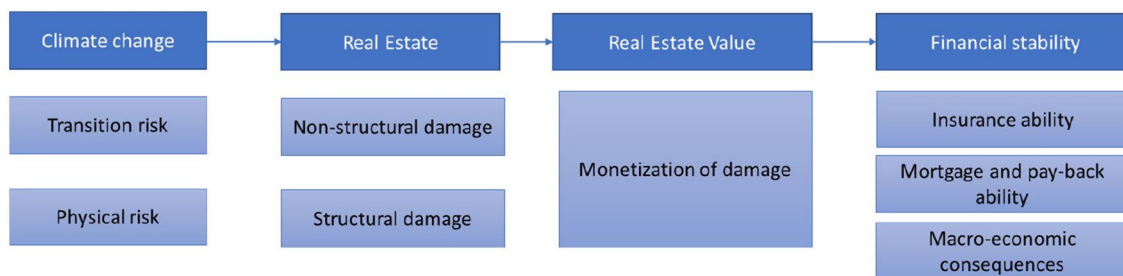 Climate change
Real Estate
Real Estate Value
Financial stability
Transition risk
Physical risk
Non-structural damage
Structural damage
Monetization of damage
Insurance ability
Mortgage and pay-back
ability
Macro-economic
consequences